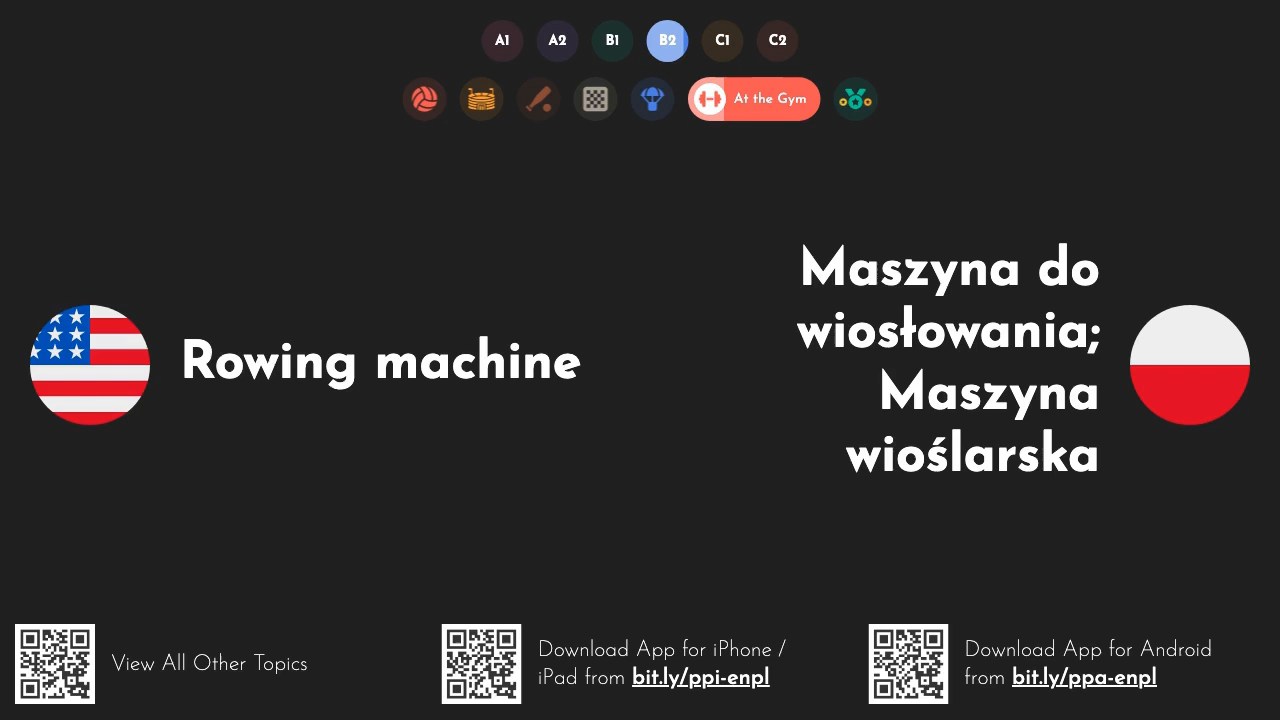 A1 A2 B1 B2 C1 C2
At the Gym
Rowing machine
Maszyna do
wiosłowania;
Maszyna
wioślarska
View All Other Topics
Download App for iPhone /
iPad from bit.ly/ppi-enpl
Download App for Android
from bit.ly/ppa-enpl